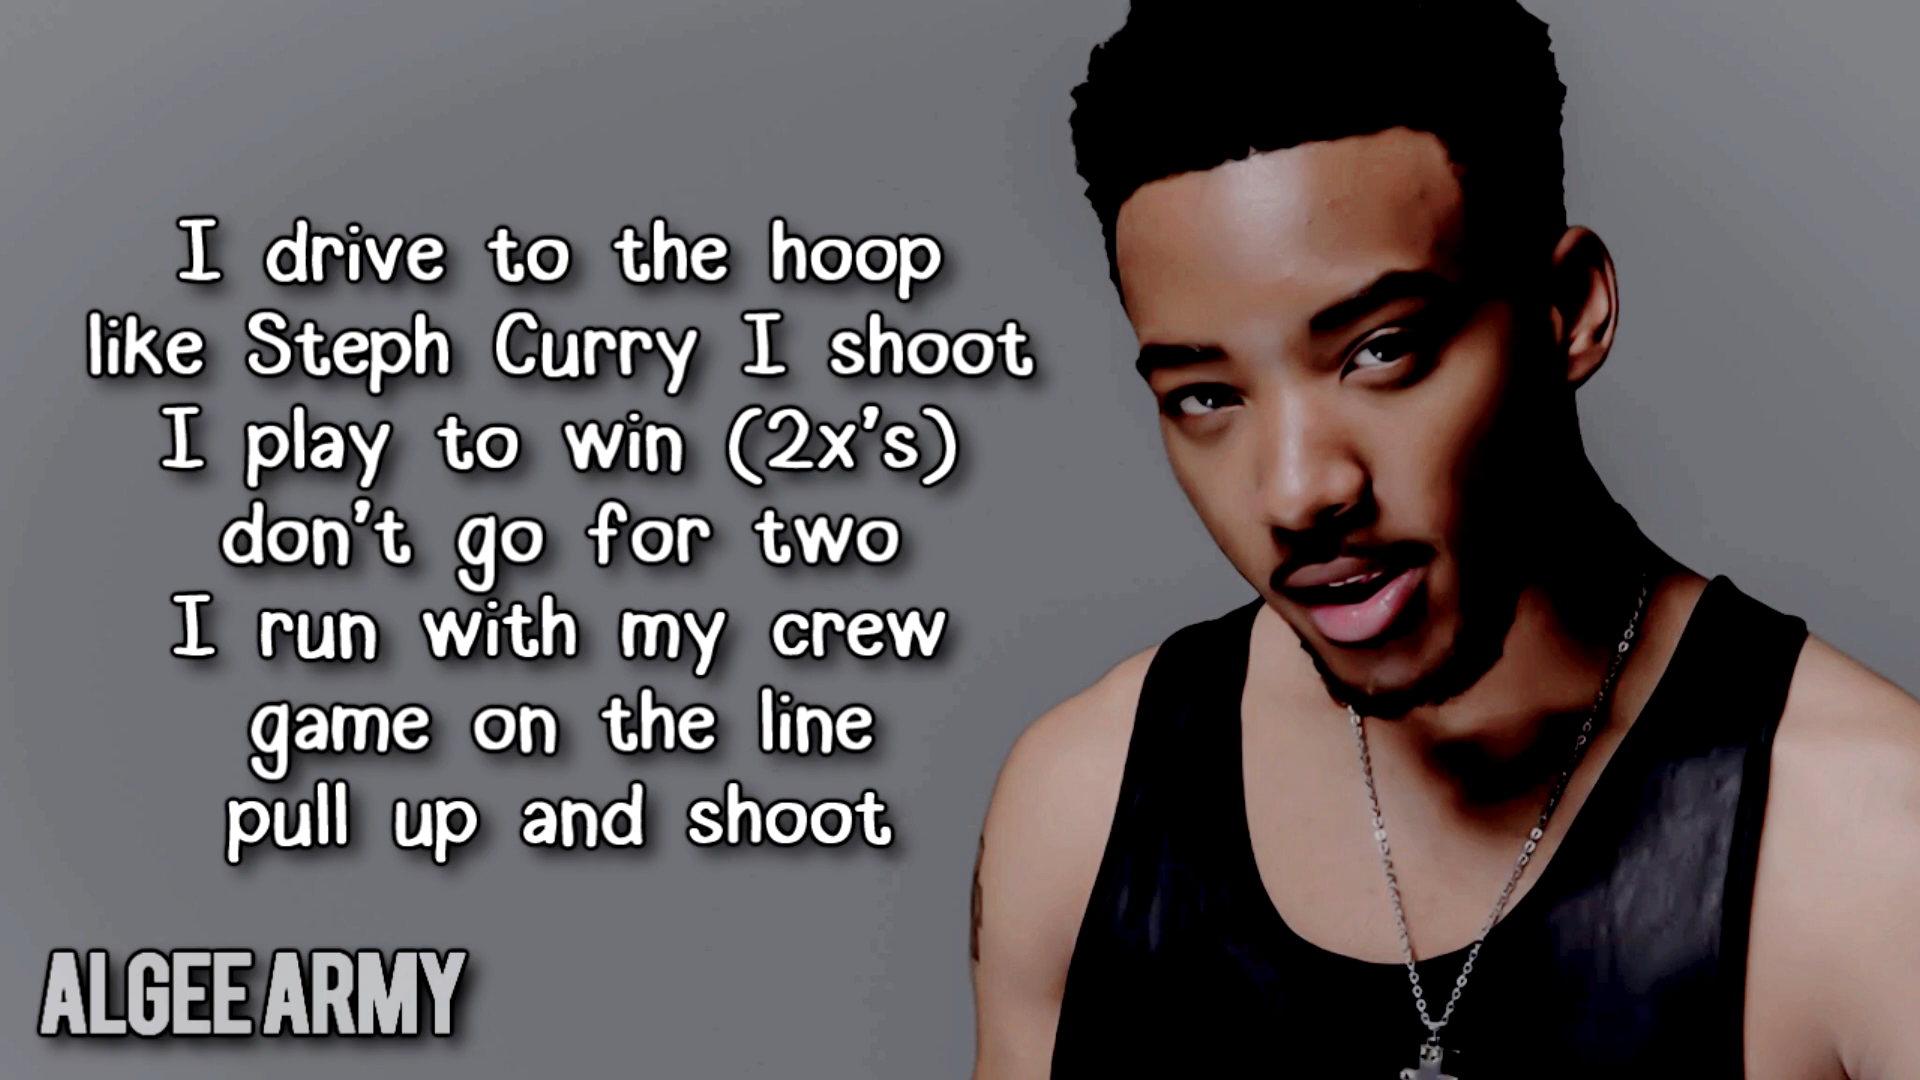 I drive to the hoop
like Steph Curry I shoot
I play to win (2x's)
don't go for two
I run with my crew
game on the line
pull up and shoot
ALGEE ARMY